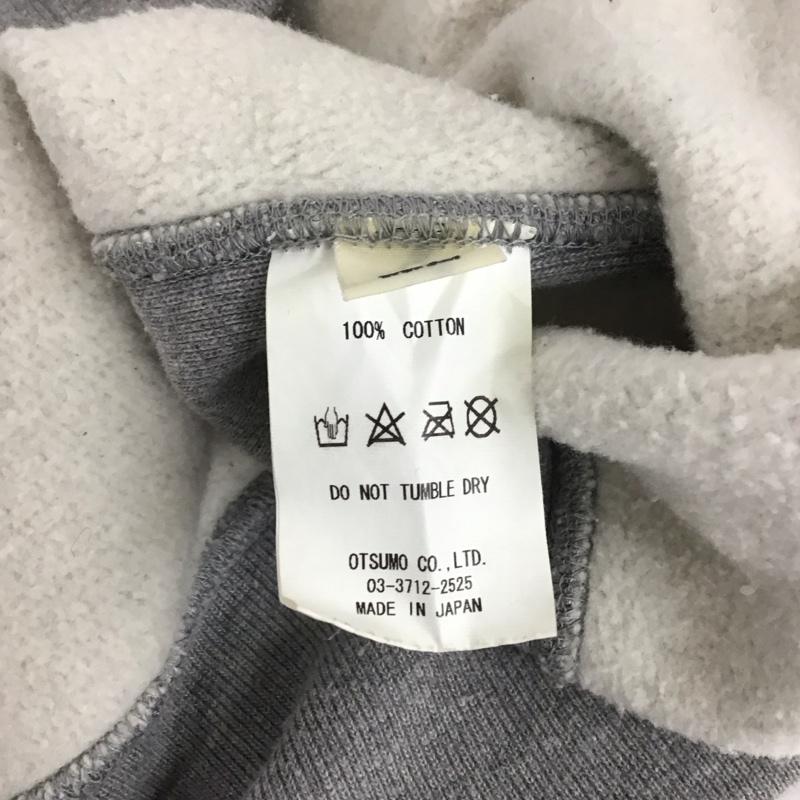 100% COTTON
DO NOT TUMBLE DRY
OTSUMO CO.,LTD.
03-3712-2525
MADE IN JAPAN